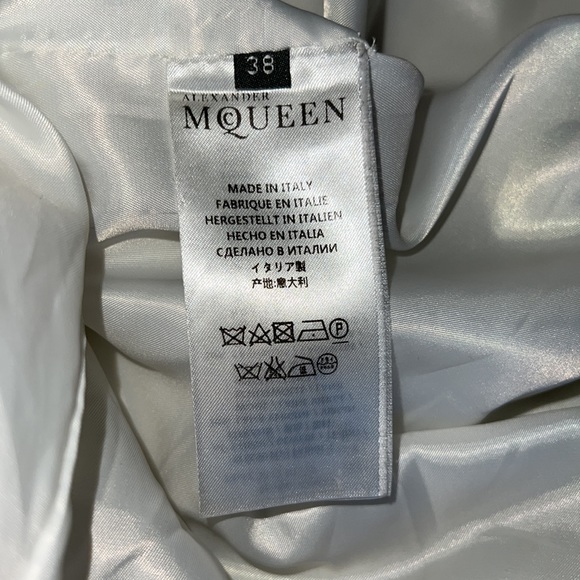 38
ALEXANDER
McQUEEN
MADE IN ITALY
FABRIQUE EN ITALIE
HERGESTELLT IN ITALIEN
HECHO EN ITALIA
СДЕЛАНО В ИТАЛИИ
イタリア製
产地:意大利
P